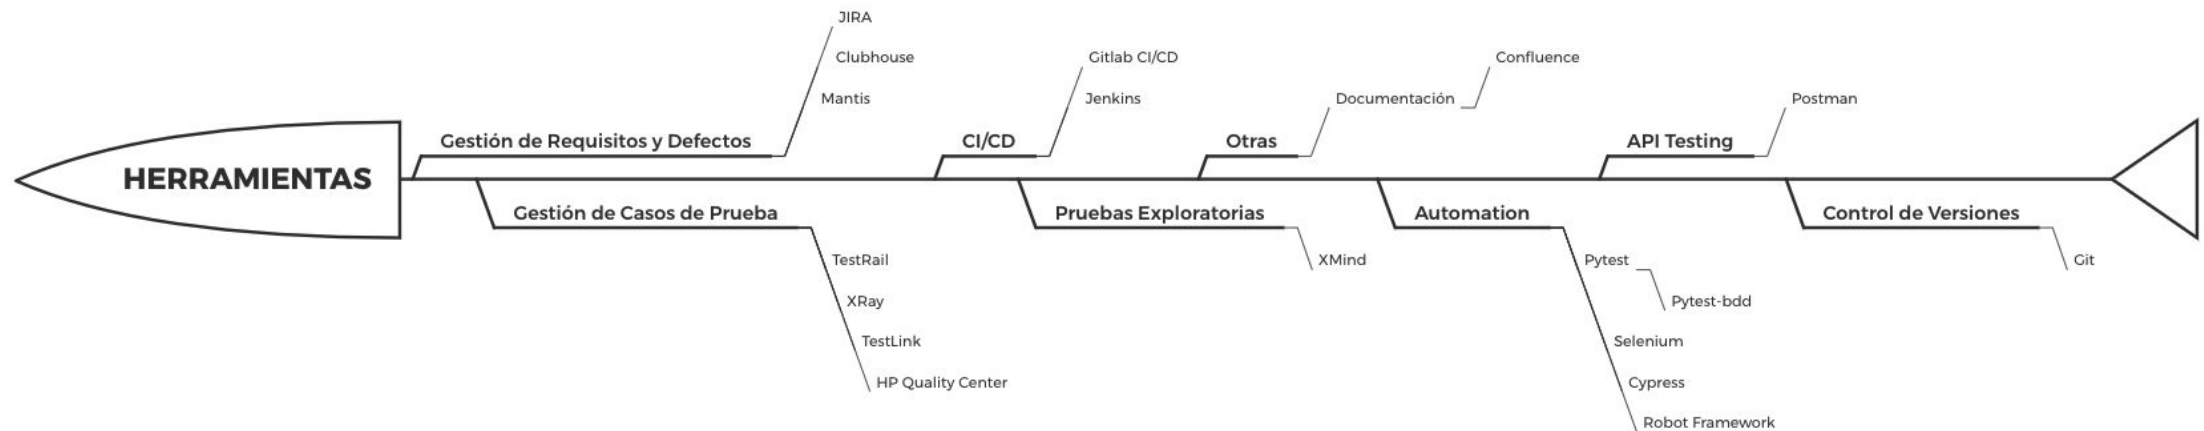 HERRAMIENTAS
Gestión de Requisitos y Defectos
JIRA
Clubhouse
Mantis
Gestión de Casos de Prueba
TestRail
XRay
TestLink
HP Quality Center
CI/CD
Gitlab CI/CD
Jenkins
Pruebas Exploratorias
XMind
Otras
Documentación
Confluence
Automation
Pytest
Pytest-bdd
Selenium
Cypress
Robot Framework
API Testing
Postman
Control de Versiones
Git